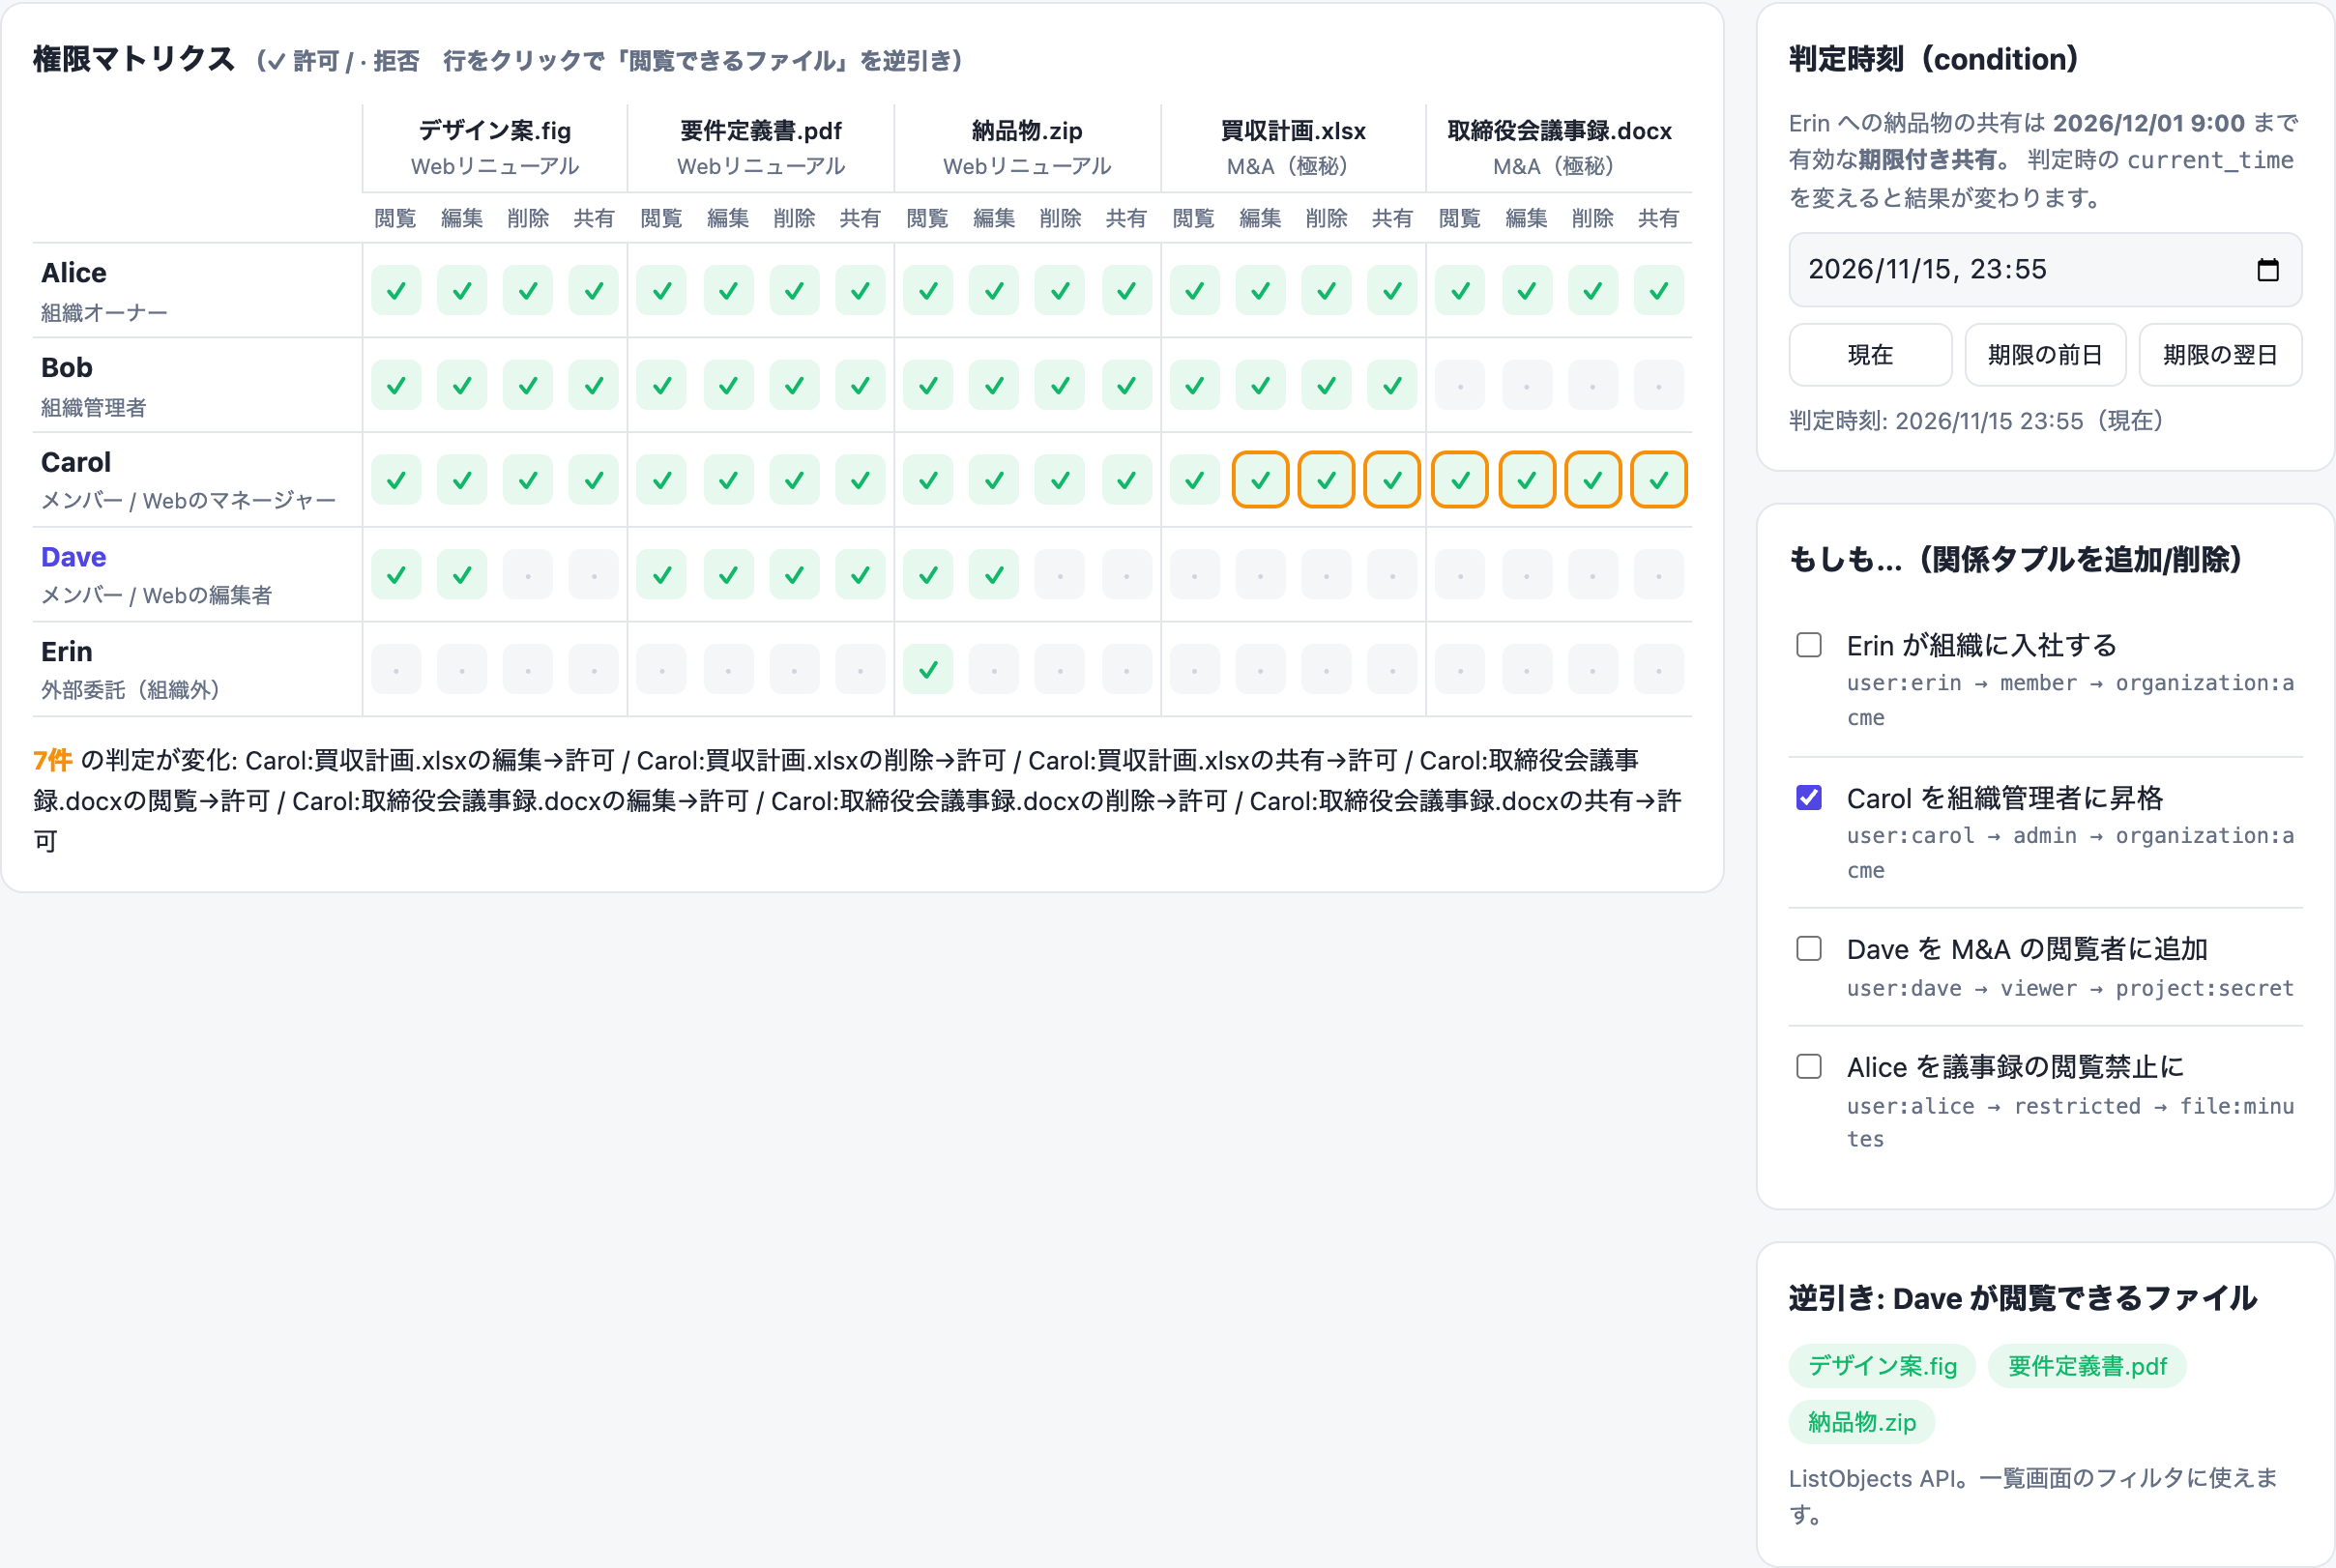 権限マトリクス (✓ 許可 / · 拒否　行をクリックで「閲覧できるファイル」を逆引き)
デザイン案.fig 要件定義書.pdf 納品物.zip 買収計画.xlsx 取締役会議事録.docx
Webリニューアル Webリニューアル Webリニューアル M&A（極秘） M&A（極秘）
閲覧 編集 削除 共有 閲覧 編集 削除 共有 閲覧 編集 削除 共有 閲覧 編集 削除 共有 閲覧 編集 削除 共有
Alice
組織オーナー
✓ ✓ ✓ ✓ ✓ ✓ ✓ ✓ ✓ ✓ ✓ ✓ ✓ ✓ ✓ ✓ ✓ ✓ ✓ ✓
Bob
組織管理者
✓ ✓ ✓ ✓ ✓ ✓ ✓ ✓ ✓ ✓ ✓ ✓ ✓ ✓ ✓ ✓ · · · ·
Carol
メンバー / Webのマネージャー
✓ ✓ ✓ ✓ ✓ ✓ ✓ ✓ ✓ ✓ ✓ ✓ ✓ ✓ ✓ ✓ ✓ ✓ ✓ ✓
Dave
メンバー / Webの編集者
✓ ✓ · · ✓ ✓ ✓ ✓ ✓ ✓ · · · · · · · · · ·
Erin
外部委託（組織外）
· · · · · · · · ✓ · · · · · · · · · · ·
7件 の判定が変化: Carol:買収計画.xlsxの編集→許可 / Carol:買収計画.xlsxの削除→許可 / Carol:買収計画.xlsxの共有→許可 / Carol:取締役会議事
録.docxの閲覧→許可 / Carol:取締役会議事録.docxの編集→許可 / Carol:取締役会議事録.docxの削除→許可 / Carol:取締役会議事録.docxの共有→許
可
判定時刻（condition）
Erin への納品物の共有は 2026/12/01 9:00 まで
有効な期限付き共有。 判定時の current_time
を変えると結果が変わります。
2026/11/15, 23:55
現在 期限の前日 期限の翌日
判定時刻: 2026/11/15 23:55（現在）
もしも...（関係タプルを追加/削除）
Erin が組織に入社する
user:erin → member → organization:a
cme
Carol を組織管理者に昇格
user:carol → admin → organization:a
cme
Dave を M&A の閲覧者に追加
user:dave → viewer → project:secret
Alice を議事録の閲覧禁止に
user:alice → restricted → file:minu
tes
逆引き: Dave が閲覧できるファイル
デザイン案.fig 要件定義書.pdf
納品物.zip
ListObjects API。一覧画面のフィルタに使えま
す。